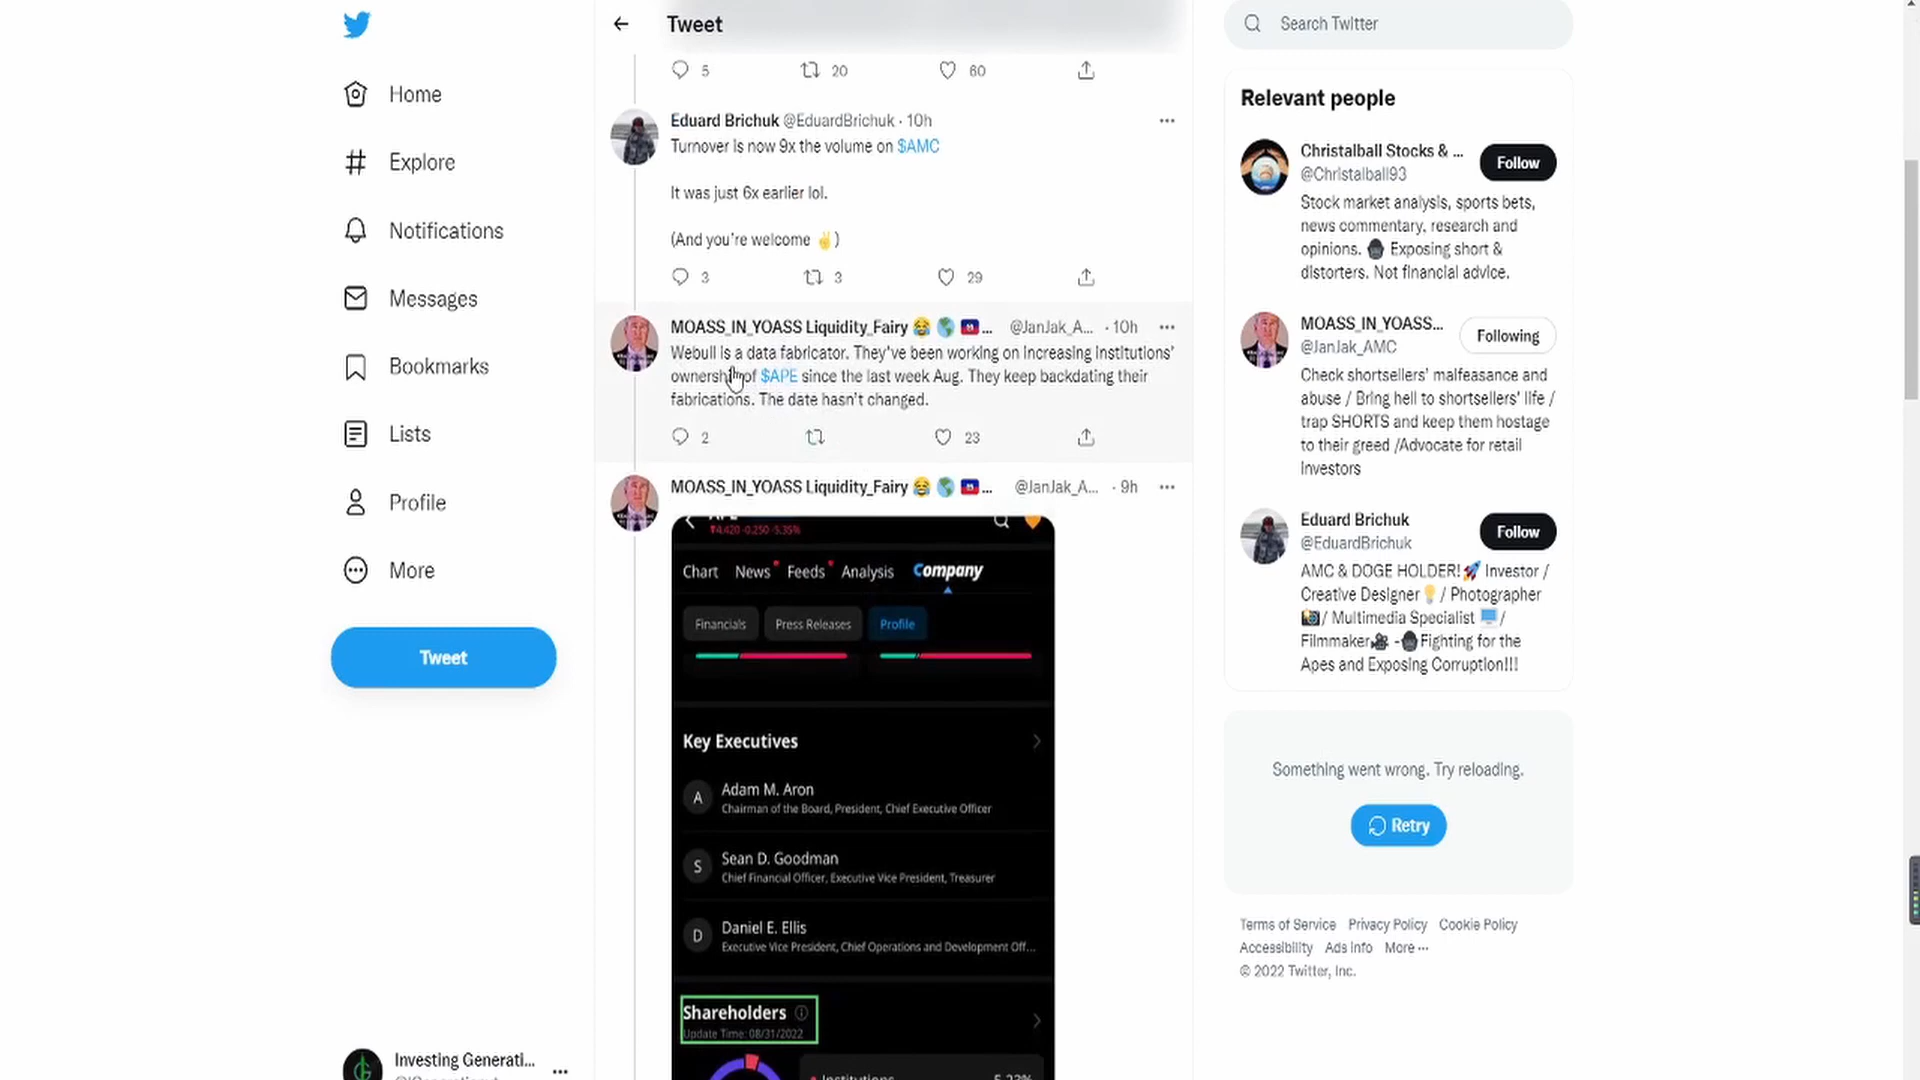 Home
Explore
Notifications
Messages
Bookmarks
Lists
Profile
More
Tweet
Investing Generati...
Tweet
5 20 60
Eduard Brichuk @EduardBrichuk · 10h
Turnover is now 9x the volume on $AMC
It was just 6x earlier lol.
(And you're welcome ✌️)
3 3 29
MOASS_IN_YOASS Liquidity_Fairy 😂 🌎 🇭🇹... @JanJak_A... · 10h
Webull is a data fabricator. They've been working on increasing institutions'
ownership of $APE since the last week Aug. They keep backdating their
fabrications. The date hasn't changed.
2 23
MOASS_IN_YOASS Liquidity_Fairy 😂 🌎 🇭🇹... @JanJak_A... · 9h
4.420 -0.250 -5.35%
Chart News Feeds Analysis Company
Financials Press Releases Profile
Key Executives
A Adam M. Aron
Chairman of the Board, President, Chief Executive Officer
S Sean D. Goodman
Chief Financial Officer, Executive Vice President, Treasurer
D Daniel E. Ellis
Executive Vice President, Chief Operations and Development Off...
Shareholders
Update Time: 08/31/2022
Institutions 5.23%
Search Twitter
Relevant people
Christalball Stocks & ... Follow
@Christalball93
Stock market analysis, sports bets,
news commentary, research and
opinions. 🦍 Exposing short &
distorters. Not financial advice.
MOASS_IN_YOASS... Following
@JanJak_AMC
Check shortsellers' malfeasance and
abuse / Bring hell to shortsellers' life /
trap SHORTS and keep them hostage
to their greed /Advocate for retail
Investors
Eduard Brichuk Follow
@EduardBrichuk
AMC & DOGE HOLDER!🚀 Investor /
Creative Designer💡/ Photographer
📸/ Multimedia Specialist 🖥️/
Filmmaker🎥 -🦍Fighting for the
Apes and Exposing Corruption!!!
Something went wrong. Try reloading.
Retry
Terms of Service Privacy Policy Cookie Policy
Accessibility Ads info More ···
© 2022 Twitter, Inc.